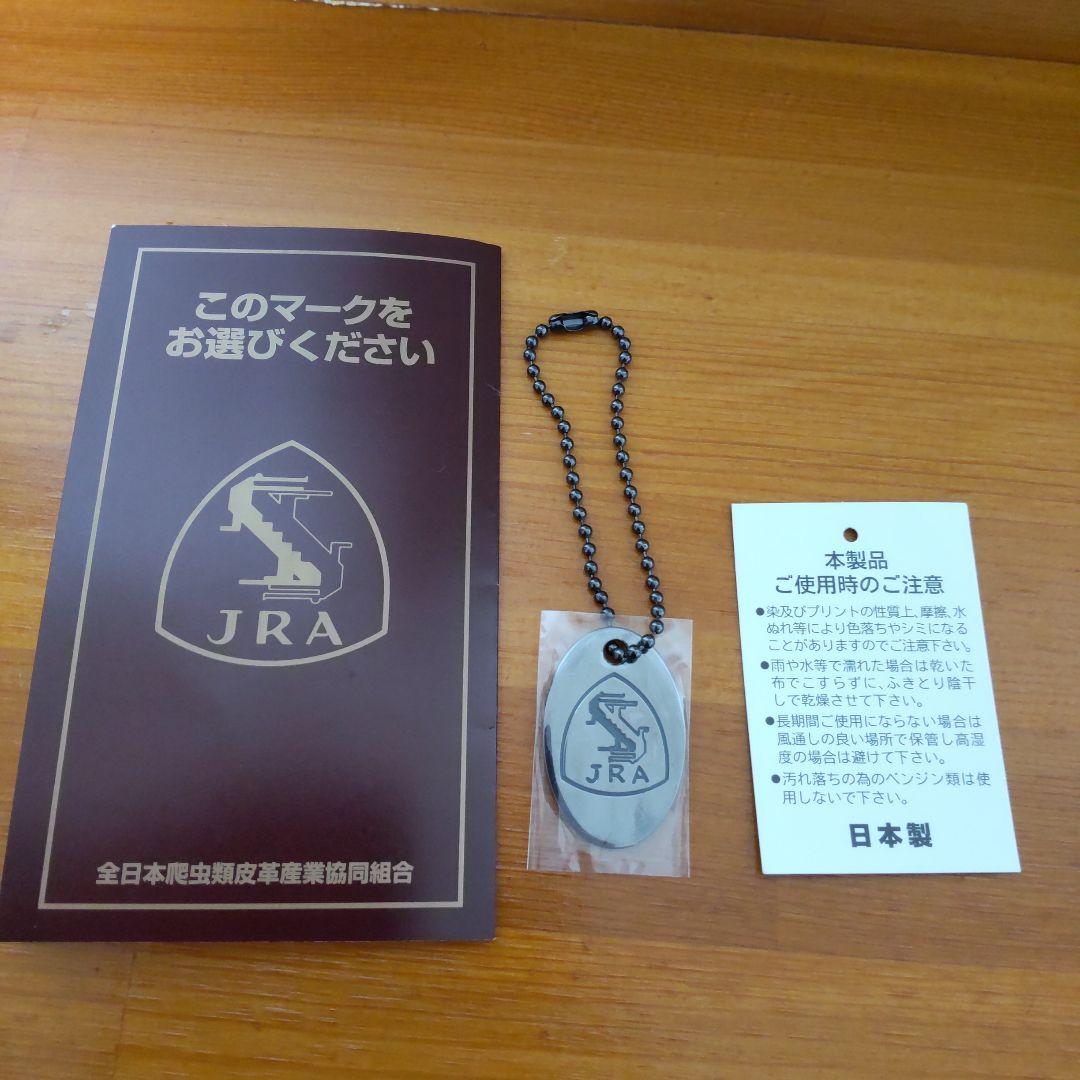 このマークを
お選びください
JRA
全日本爬虫類皮革産業協同組合
JRA
本製品
ご使用時のご注意
●染及びプリントの性質上、摩擦、水
ぬれ等により色落ちやシミになる
ことがありますのでご注意下さい。
●雨や水等で濡れた場合は乾いた
布でこすらずに、ふきとり陰干
しで乾燥させて下さい。
●長期間ご使用にならない場合は
風通しの良い場所で保管し高湿
度の場合は避けて下さい。
●汚れ落ちの為のベンジン類は使
用しないで下さい。
日本製